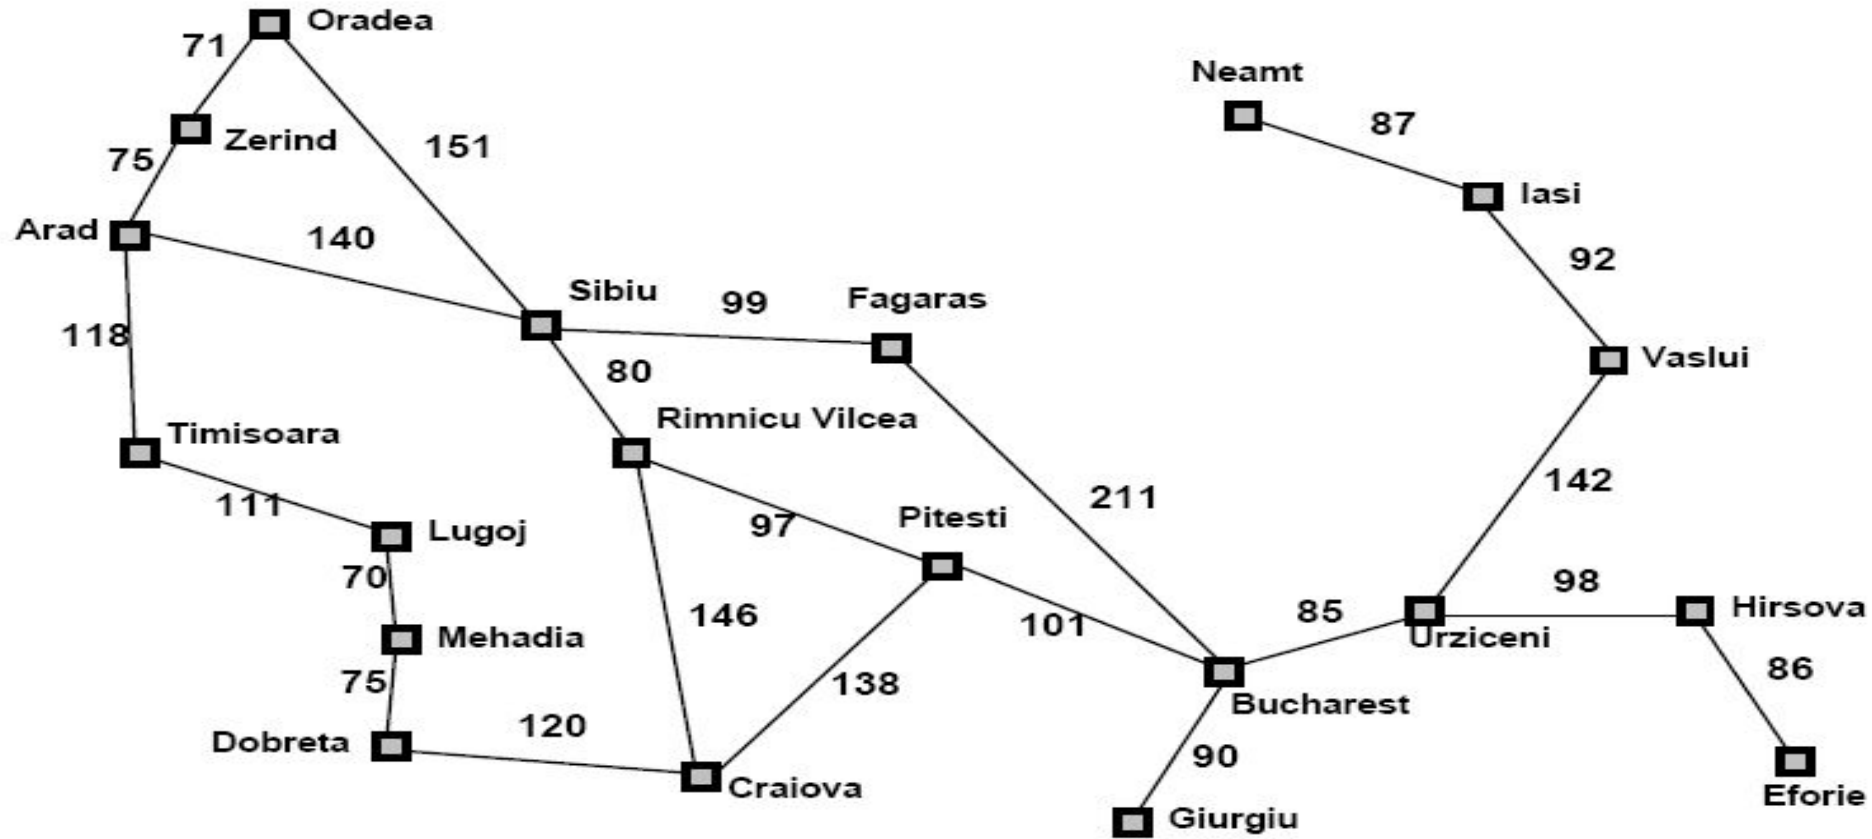 Oradea
71
Neamt
87
Zerind
151
75
Iasi
Arad
140
92
Sibiu
99
Fagaras
118
80
Vaslui
Rimnicu Vilcea
Timisoara
142
111
211
97
Pitesti
Lugoj
70
98
146
101
85
Hirsova
Mehadia
Urziceni
75
138
86
Bucharest
120
Dobreta
90
Craiova
Eforie
Giurgiu